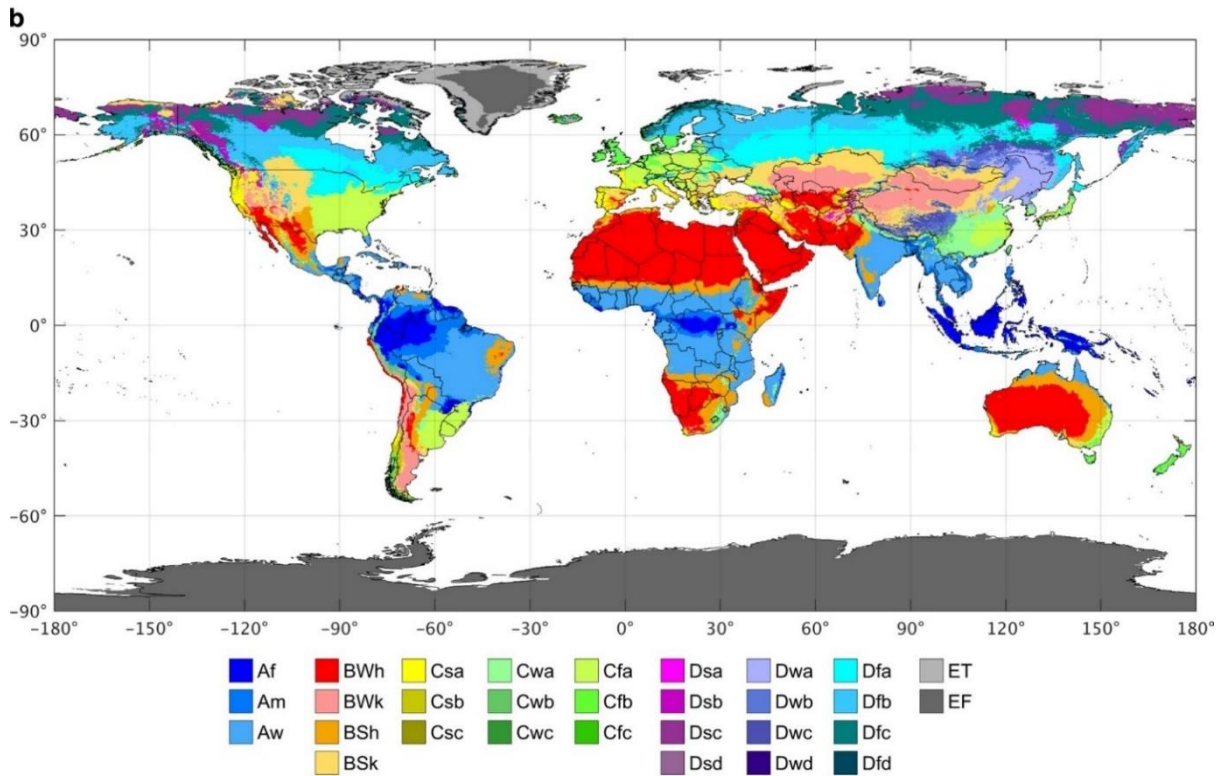 b
90°
60°
30°
0°
−30°
−60°
−90°
−180° −150° −120° −90° −60° −30° 0° 30° 60° 90° 120° 150° 180°
Af BWh Csa Cwa Cfa Dsa Dwa Dfa ET
Am BWk Csb Cwb Cfb Dsb Dwb Dfb EF
Aw BSh Csc Cwc Cfc Dsc Dwc Dfc
BSk Dsd Dwd Dfd